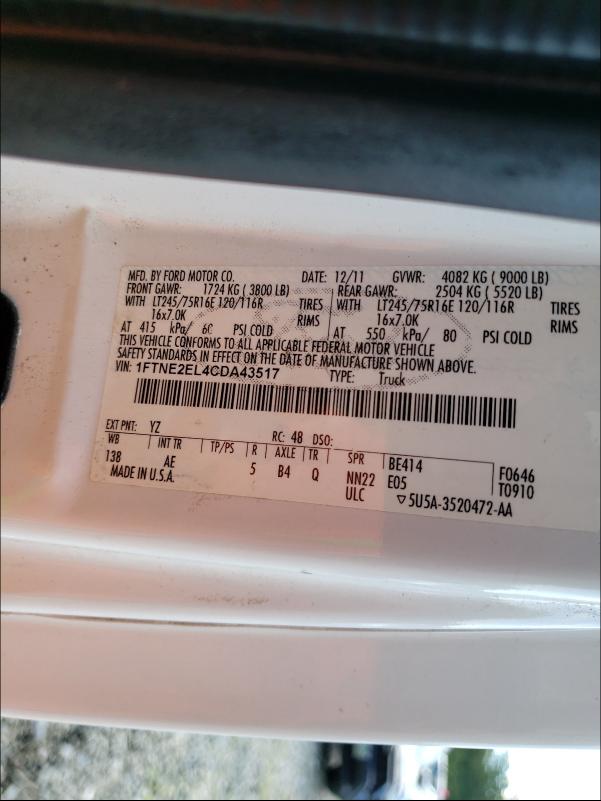 MFD. BY FORD MOTOR CO. DATE: 12/11 GVWR: 4082 KG ( 9000 LB)
FRONT GAWR: 1724 KG ( 3800 LB) REAR GAWR: 2504 KG ( 5520 LB)
WITH LT245/75R16E 120/116R TIRES WITH LT245/75R16E 120/116R TIRES
16x7.0K RIMS 16x7.0K RIMS
AT 415 kPa/ 60 PSI COLD AT 550 kPa/ 80 PSI COLD
THIS VEHICLE CONFORMS TO ALL APPLICABLE FEDERAL MOTOR VEHICLE
SAFETY STANDARDS IN EFFECT ON THE DATE OF MANUFACTURE SHOWN ABOVE.
VIN: 1FTNE2EL4CDA43517 TYPE: Truck
EXT PNT: YZ RC: 48 DSO:
WB INT TR TP/PS R AXLE TR SPR BE414 F0646
138 AE 5 B4 Q NN22 E05 T0910
MADE IN U.S.A. ULC ▽5U5A-3520472-AA